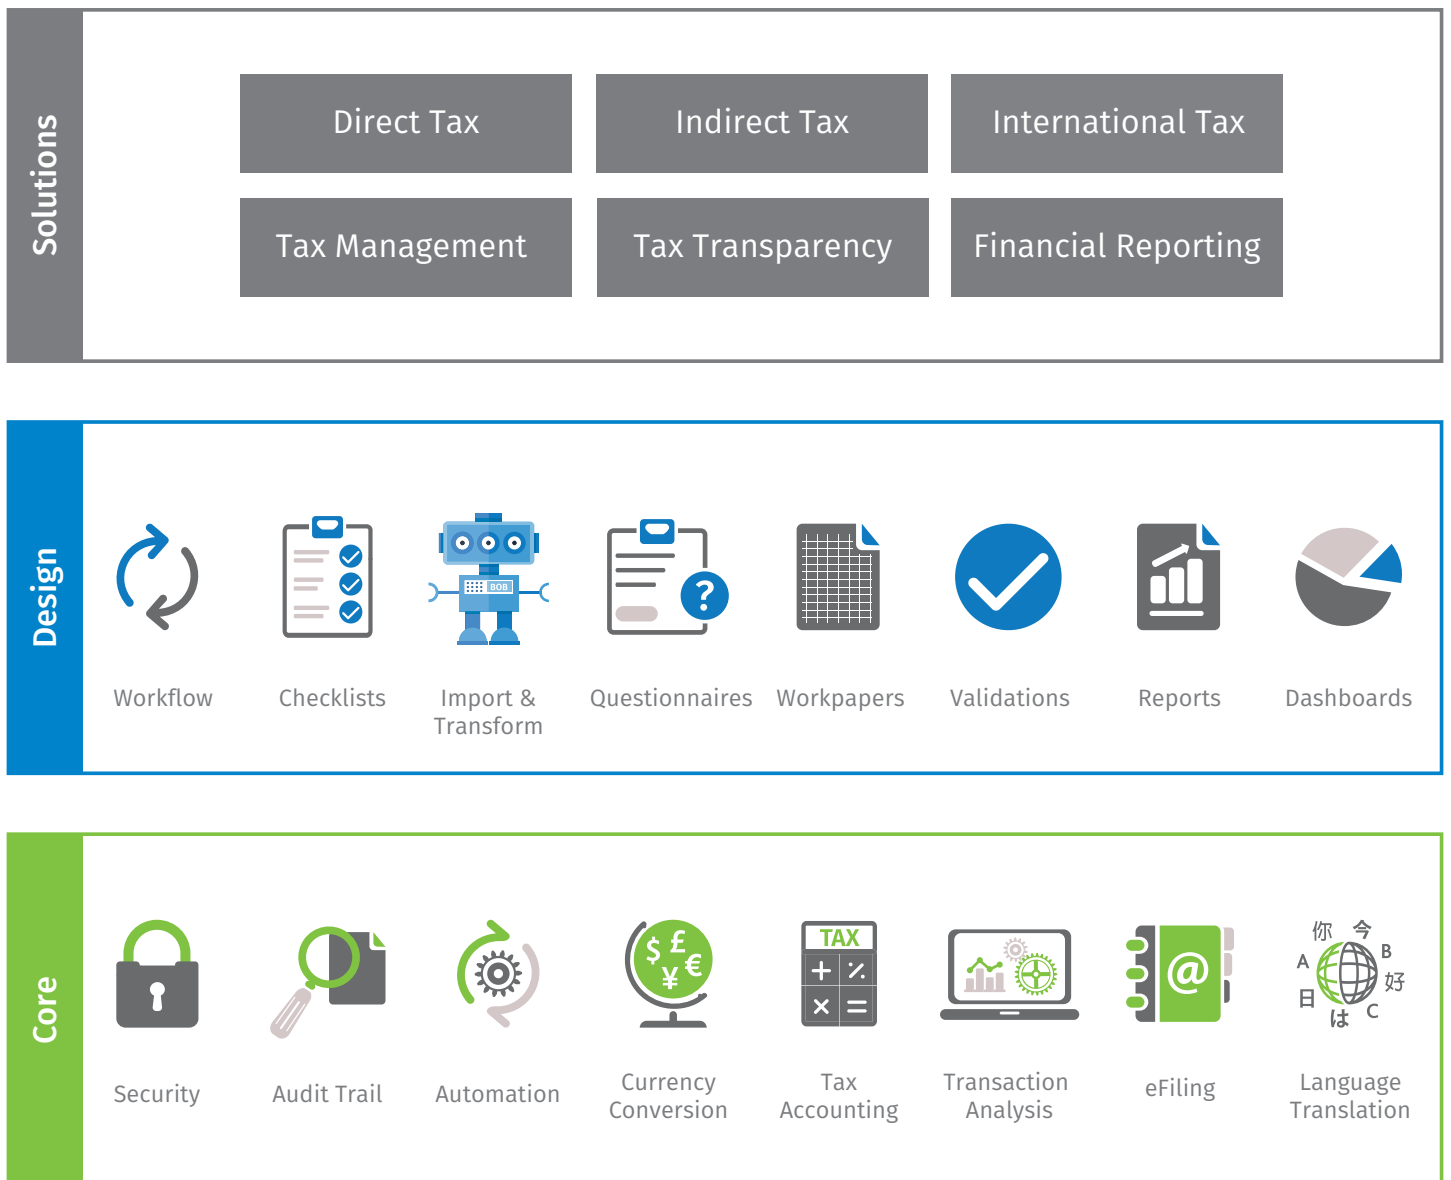 Solutions
Direct Tax
Indirect Tax
International Tax
Tax Management
Tax Transparency
Financial Reporting
Design
BOB
?
Workflow
Checklists
Import &
Transform
Questionnaires
Workpapers
Validations
Reports
Dashboards
Core
$ £
¥ €
TAX
+ ٪
× =
@
你 今
A B
日 好
は C
Security
Audit Trail
Automation
Currency
Conversion
Tax
Accounting
Transaction
Analysis
eFiling
Language
Translation